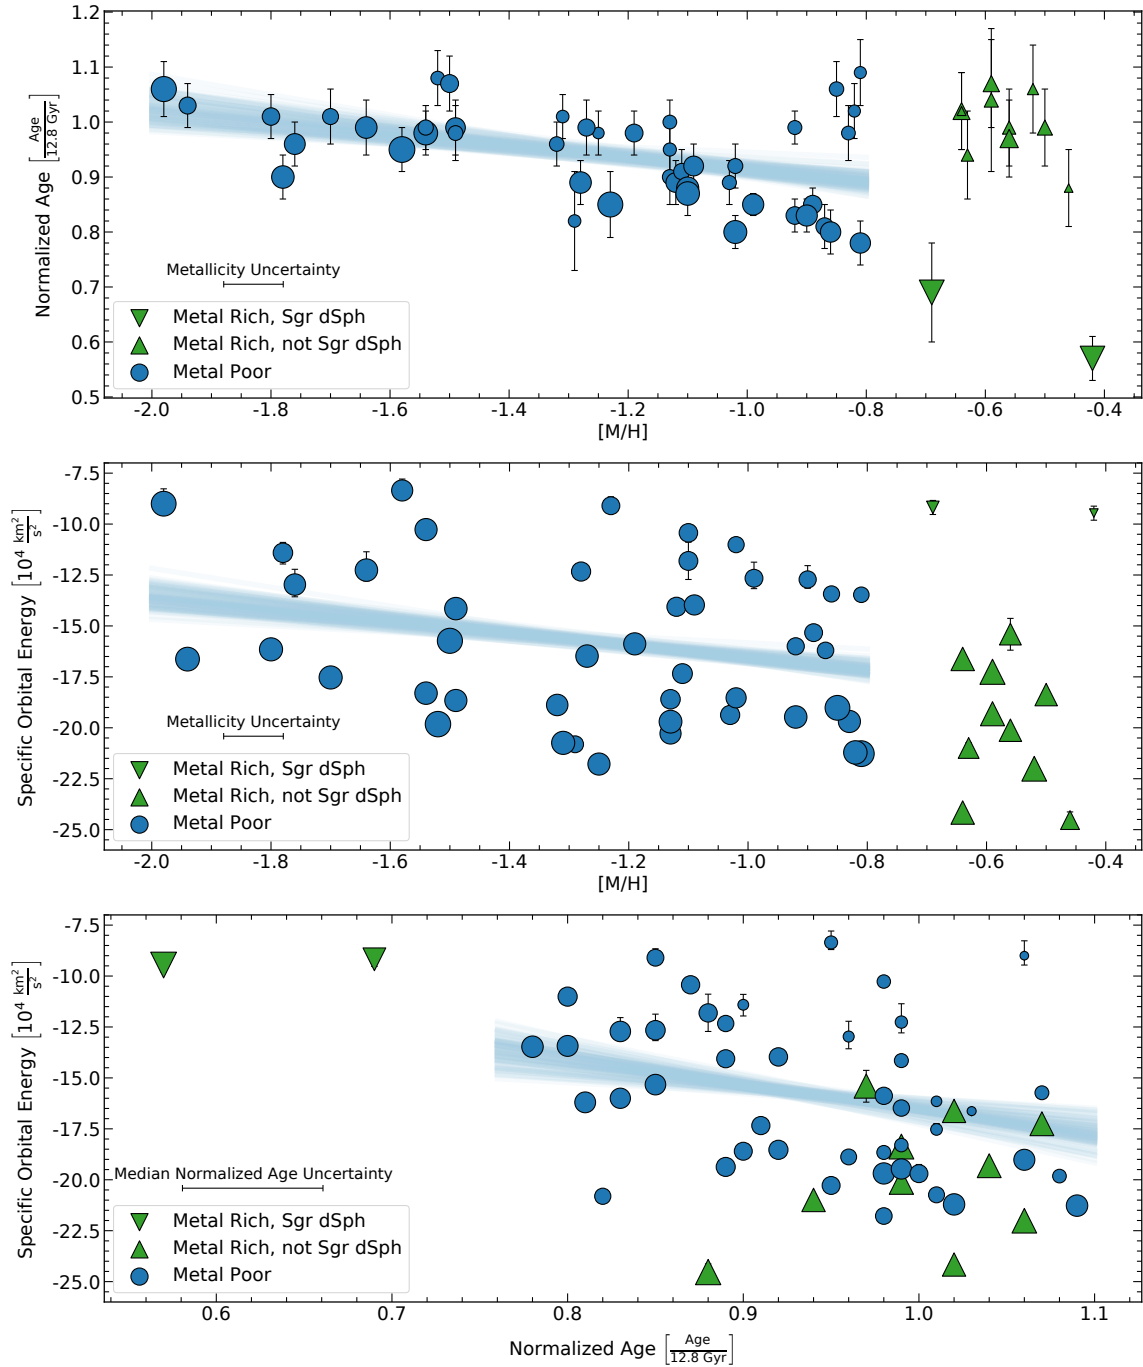 1.2
1.1
1.0
0.9
0.8
0.7
0.6
0.5
Normalized Age [Age / 12.8 Gyr]
Metallicity Uncertainty
Metal Rich, Sgr dSph
Metal Rich, not Sgr dSph
Metal Poor
-2.0 -1.8 -1.6 -1.4 -1.2 -1.0 -0.8 -0.6 -0.4
[M/H]
-7.5
-10.0
-12.5
-15.0
-17.5
-20.0
-22.5
-25.0
Specific Orbital Energy [10⁴ km²/s²]
Metallicity Uncertainty
Metal Rich, Sgr dSph
Metal Rich, not Sgr dSph
Metal Poor
-2.0 -1.8 -1.6 -1.4 -1.2 -1.0 -0.8 -0.6 -0.4
[M/H]
-7.5
-10.0
-12.5
-15.0
-17.5
-20.0
-22.5
-25.0
Specific Orbital Energy [10⁴ km²/s²]
Median Normalized Age Uncertainty
Metal Rich, Sgr dSph
Metal Rich, not Sgr dSph
Metal Poor
0.6 0.7 0.8 0.9 1.0 1.1
Normalized Age [Age / 12.8 Gyr]